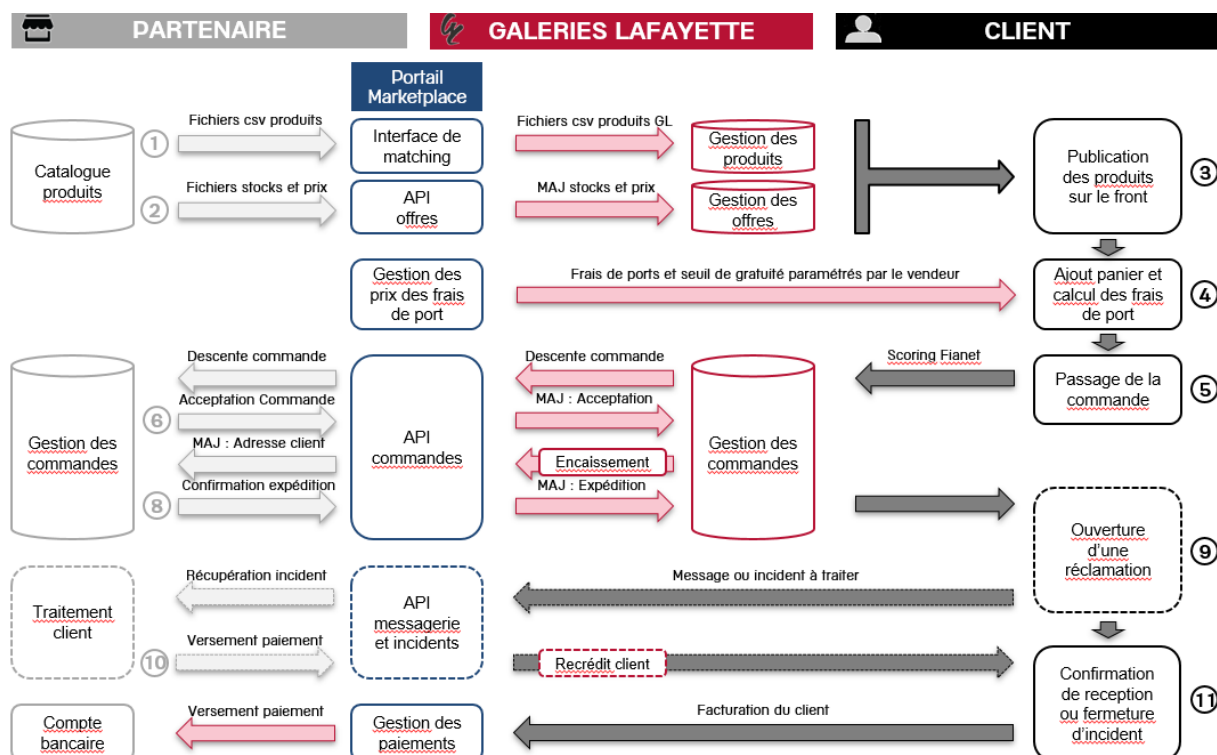 PARTENAIRE
GALERIES LAFAYETTE
CLIENT
Portail
Marketplace
Catalogue
produits
1
Fichiers csv produits
Interface de
matching
Fichiers csv produits GL
Gestion des
produits
Publication
des produits
sur le front
3
2
Fichiers stocks et prix
API
offres
MAJ stocks et prix
Gestion des
offres
Gestion des
prix des frais
de port
Frais de ports et seuil de gratuité paramétrés par le vendeur
Ajout panier et
calcul des frais
de port
4
Gestion des
commandes
Descente commande
6
Acceptation Commande
MAJ : Adresse client
8
Confirmation expédition
API
commandes
Descente commande
MAJ : Acceptation
Encaissement
MAJ : Expédition
Gestion des
commandes
Scoring Fianet
Passage de la
commande
5
Ouverture
d'une
réclamation
9
Traitement
client
Récupération incident
10
Versement paiement
API
messagerie
et incidents
Message ou incident à traiter
Recrédit client
Confirmation
de reception
ou fermeture
d'incident
11
Compte
bancaire
Versement paiement
Gestion des
paiements
Facturation du client